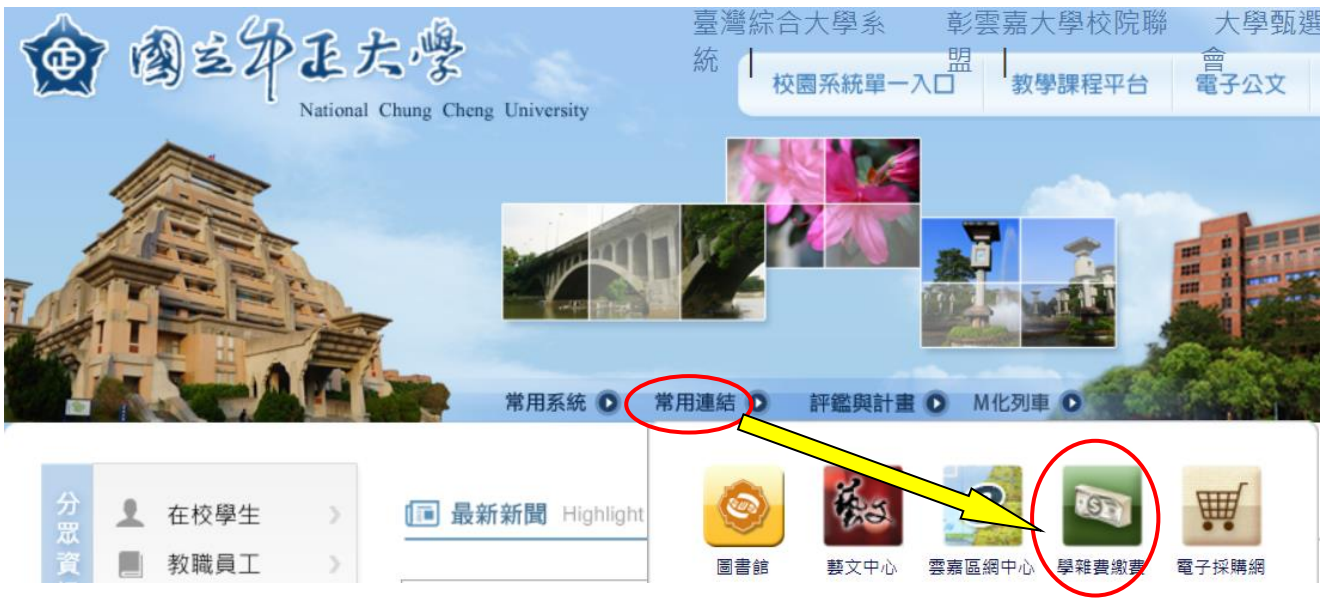 臺灣綜合大學系統 |
彰雲嘉大學校院聯盟 |
大學甄選會
國立中正大學
National Chung Cheng University
校園系統單一入口
教學課程平台
電子公文
常用系統
常用連結
評鑑與計畫
M化列車
分眾資
在校學生
教職員工
最新新聞 Highlight
圖書館
藝文
藝文中心
雲嘉區網中心
學雜費繳費
電子採購網